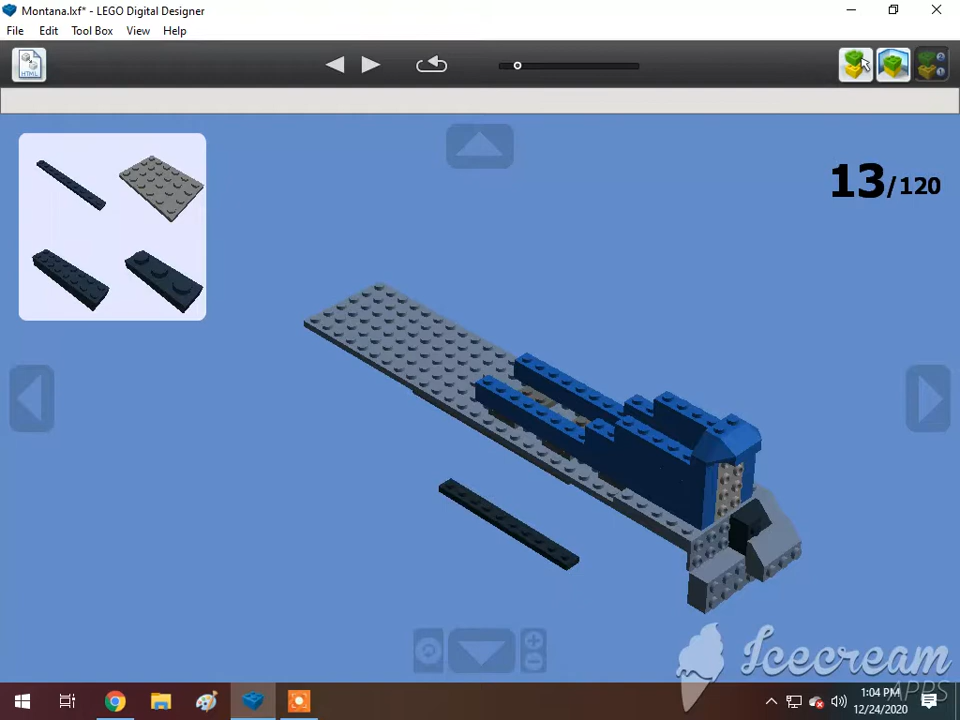 Montana.lxf* - LEGO Digital Designer
File Edit Tool Box View Help
HTML
13/120
Icecream
APPS
1:04 PM
12/24/2020